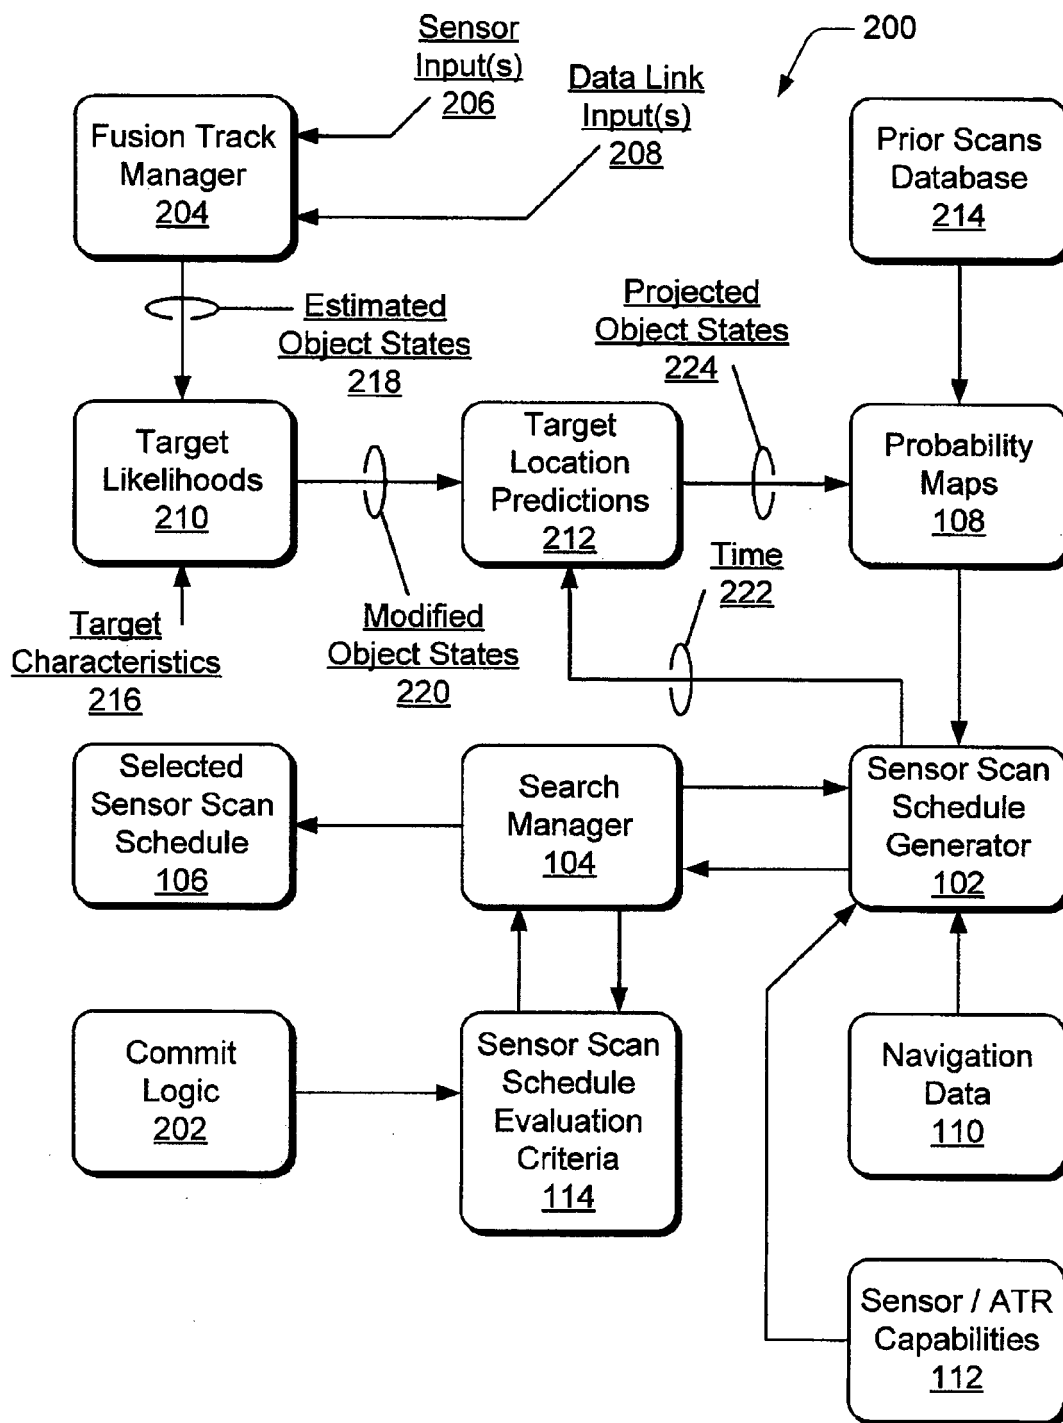 200
Sensor
Input(s)
206
Data Link
Input(s)
208
Fusion Track
Manager
204
Prior Scans
Database
214
Estimated
Object States
218
Projected
Object States
224
Target
Likelihoods
210
Target
Location
Predictions
212
Probability
Maps
108
Time
222
Target
Characteristics
216
Modified
Object States
220
Selected
Sensor Scan
Schedule
106
Search
Manager
104
Sensor Scan
Schedule
Generator
102
Commit
Logic
202
Sensor Scan
Schedule
Evaluation
Criteria
114
Navigation
Data
110
Sensor / ATR
Capabilities
112